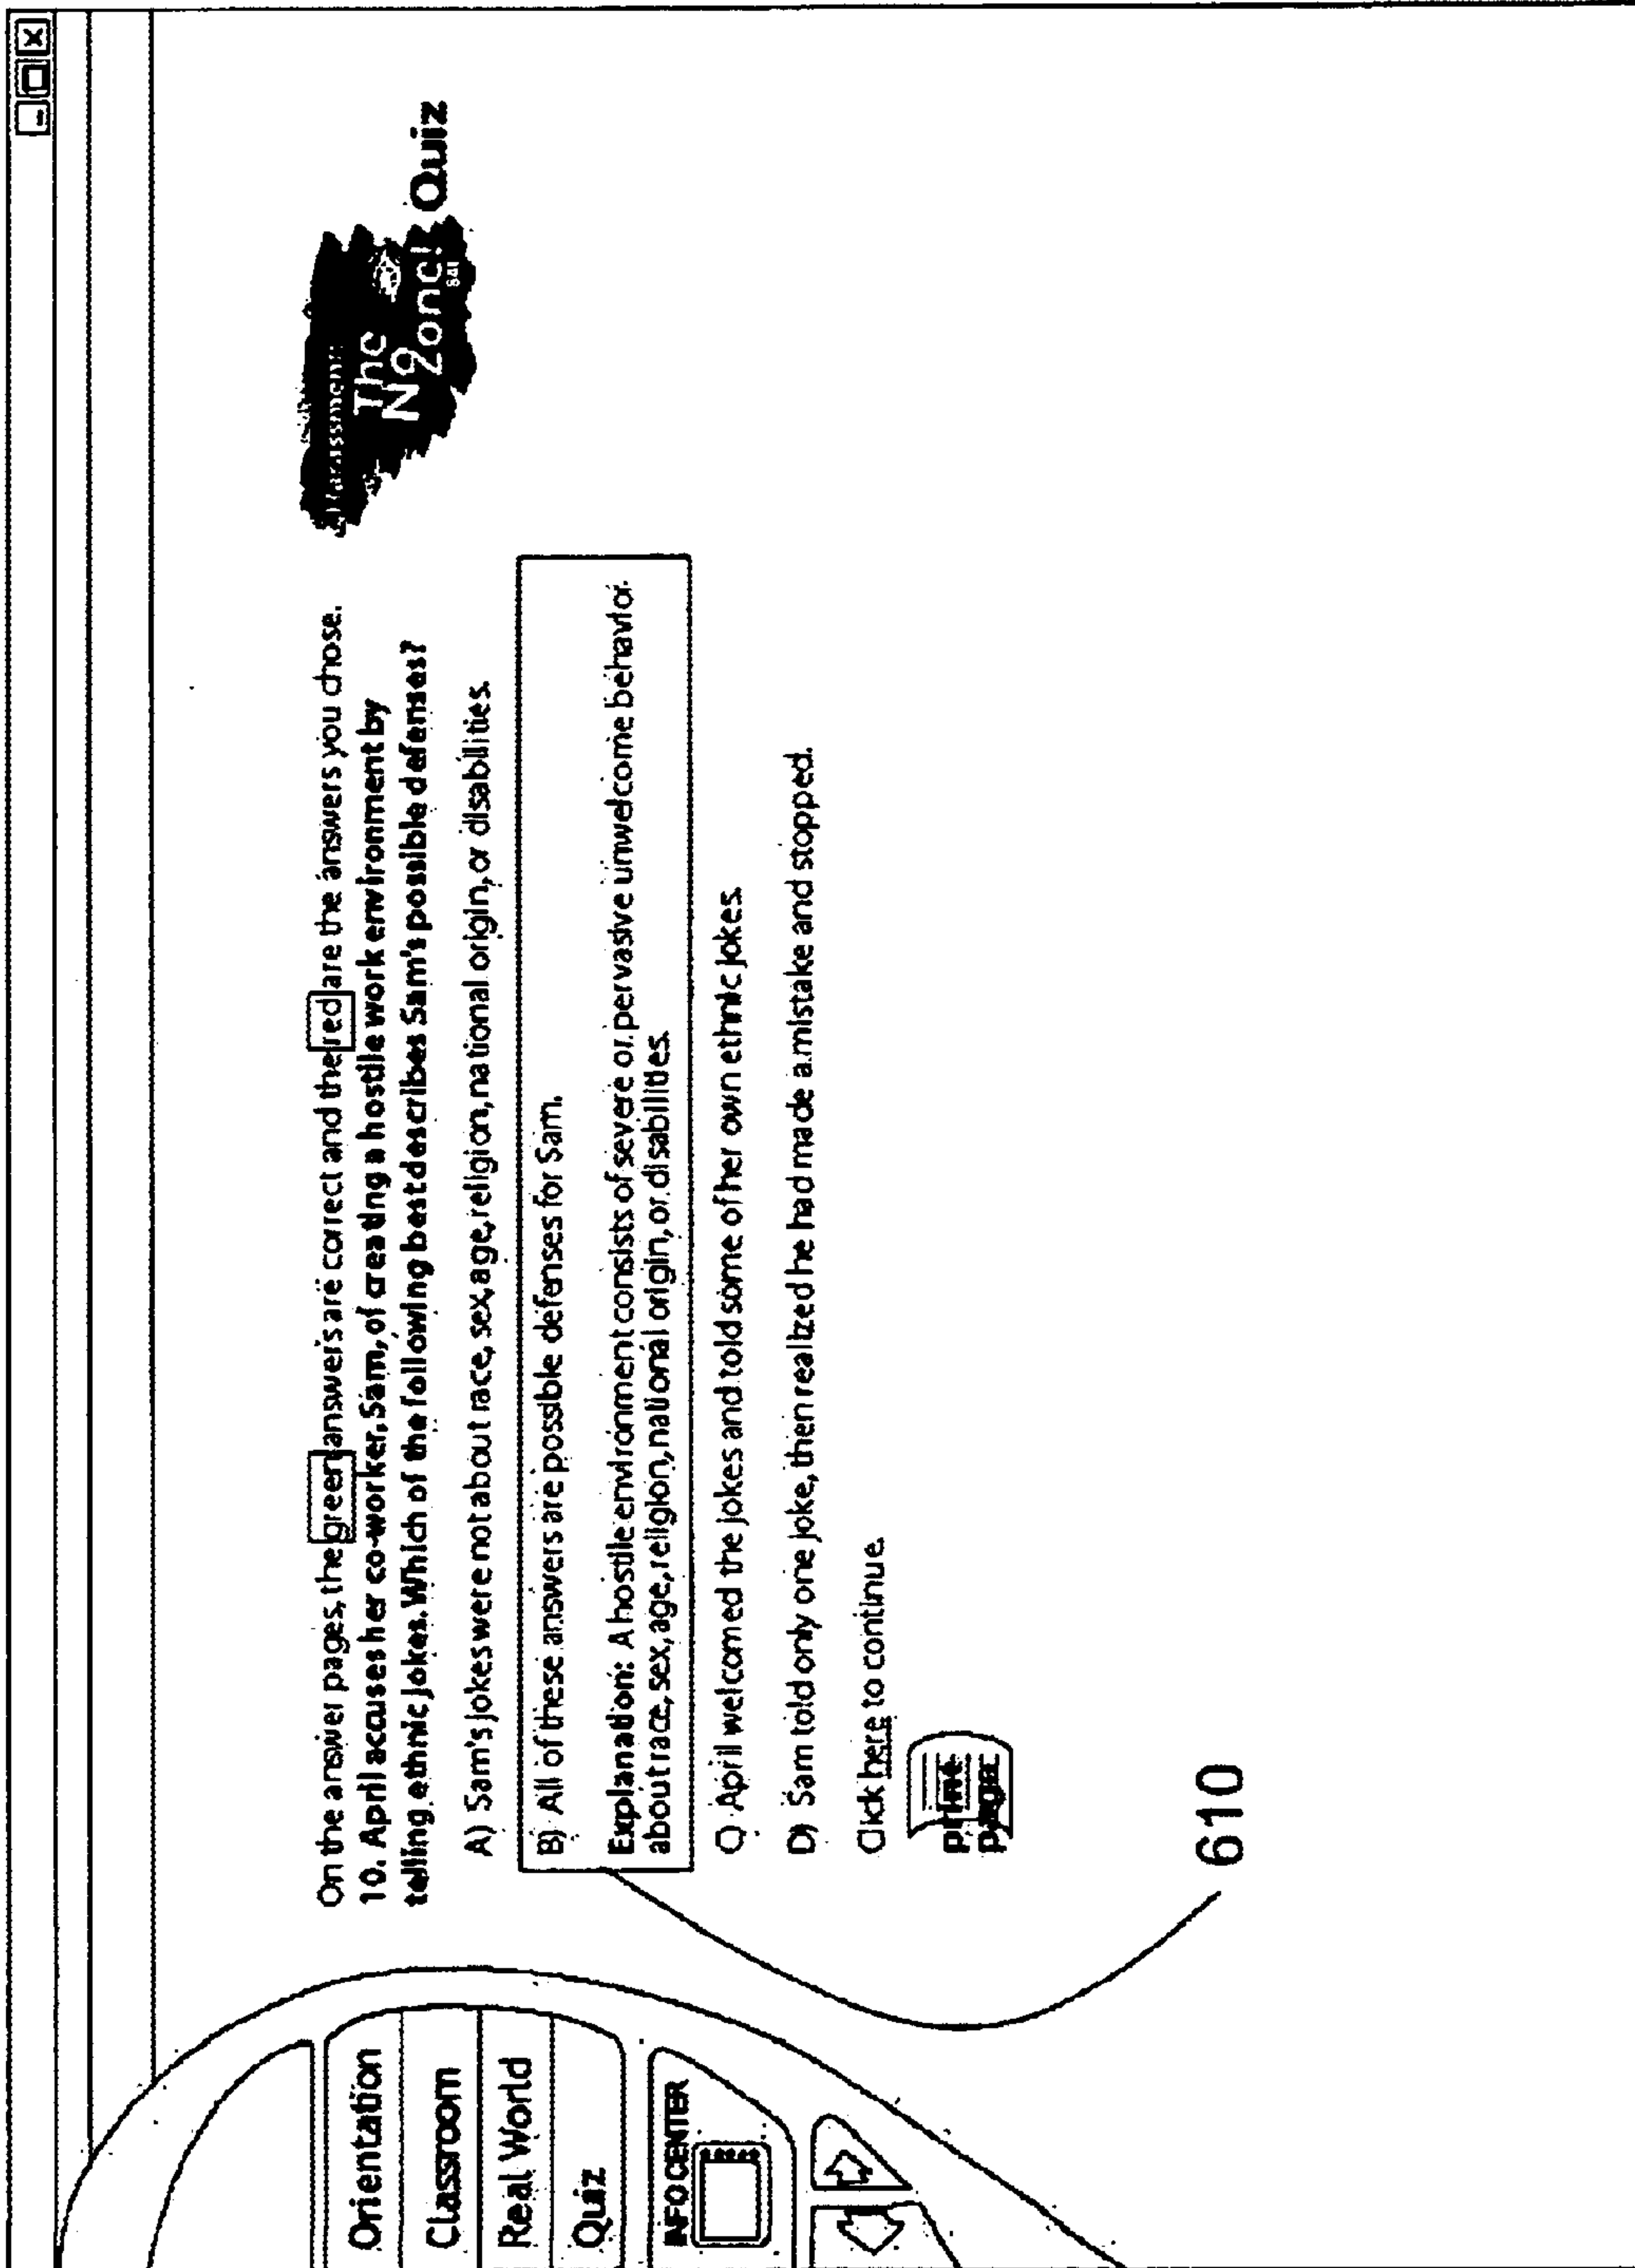 Quiz
The
No
Zone!
On the answer pages, the green answers are correct and the red are the answers you chose.
10. April accuses her co-worker, Sam, of creating a hostile work environment by
telling ethnic jokes. Which of the following best describes Sam's possible defenses?
A) Sam's jokes were not about race, sex, age, religion, national origin, or disabilities.
B) All of these answers are possible defenses for Sam.
Explanation: A hostile environment consists of severe or pervasive unwelcome behavior
about race, sex, age, religion, national origin, or disabilities.
C) April welcomed the jokes and told some of her own ethnic jokes.
D) Sam told only one joke, then realized he had made a mistake and stopped.
Click here to continue.
print
page
610
Orientation
Classroom
Real World
Quiz
INFO CENTER